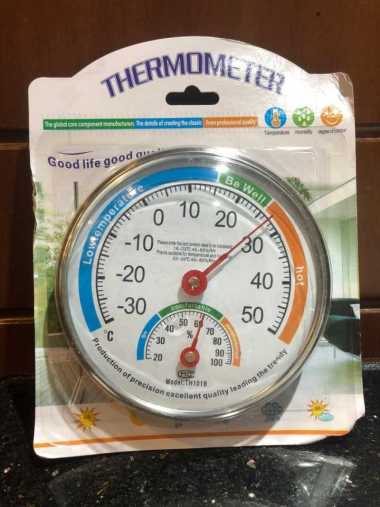 THERMOMETER
The global core component manufacturers. The details of creating the classic From professional quality
Temperature
Good life good
Low temperature
Be Well
hot
-30 -20 -10 0 10 20 30 40 50
°C
20 30 40 50 60 70 80 90 100
%
Model:TH101B
Production of precision excellent quality leading the trendy